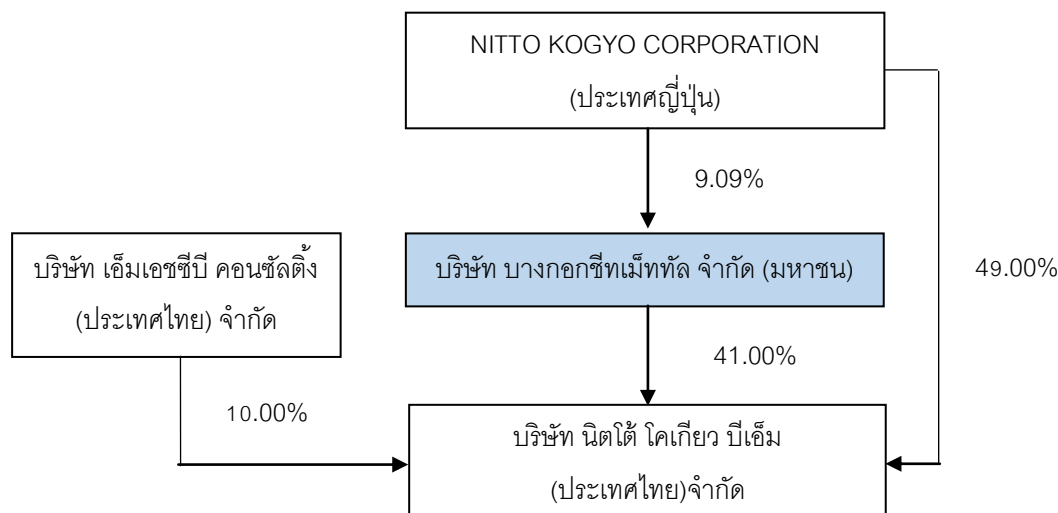 NITTO KOGYO CORPORATION
(ประเทศญี่ปุ่น)
9.09%
บริษัท เอ็มเอชซีบี คอนซัลติ้ง
(ประเทศไทย) จำกัด
บริษัท บางกอกชีทเม็ททัล จำกัด (มหาชน)
49.00%
41.00%
10.00%
บริษัท นิตโต้ โคเกียว บีเอ็ม
(ประเทศไทย)จำกัด